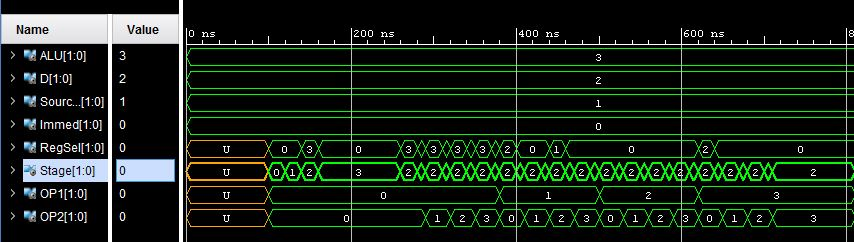 Name Value 0 ns 200 ns 400 ns 600 ns 8
ALU[1:0] 3 3
D[1:0] 2 2
Sourc...[1:0] 1 1
Immed[1:0] 0 0
RegSel[1:0] 0 U 0 3 0 3 3 3 3 2 0 1 0 2 0
Stage[1:0] 0 U 0 1 2 3 2 2 2 2 2 2 2 2 2 2 2 2 2 2 2 2
OP1[1:0] 0 U 0 1 2 3
OP2[1:0] 0 U 0 1 2 3 0 1 2 3 0 1 2 3 0 1 2 3